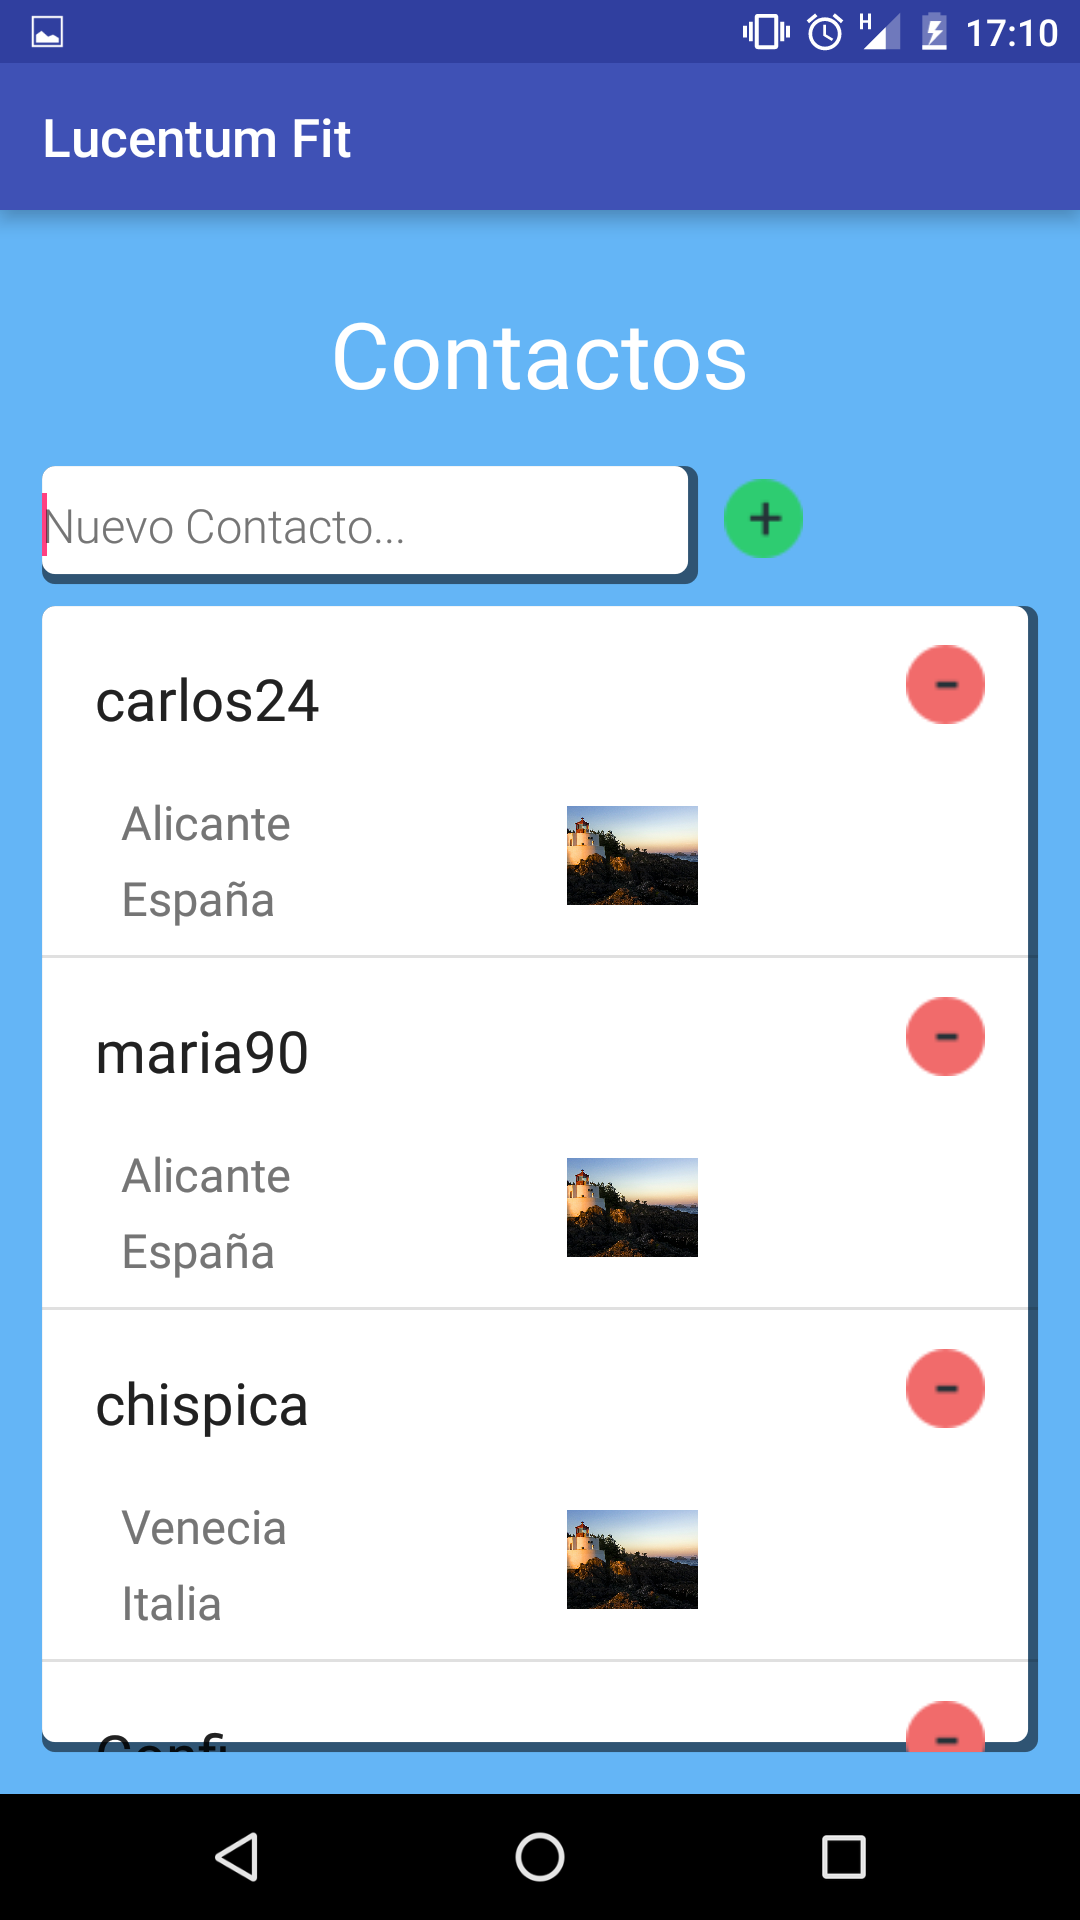 H
17:10
Lucentum Fit
Contactos
Nuevo Contacto...
+
carlos24
-
Alicante
España
maria90
-
Alicante
España
chispica
-
Venecia
Italia
-